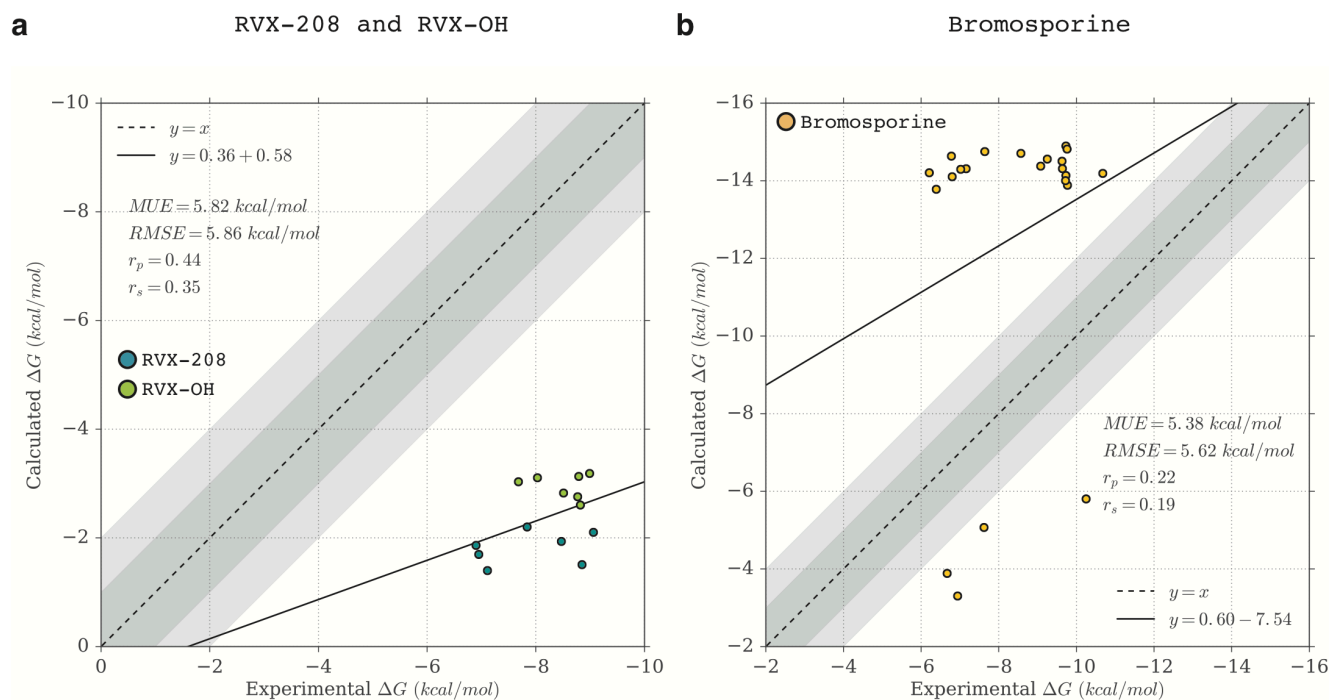 a
RVX-208 and RVX-OH
b
Bromosporine
Calculated ΔG (kcal/mol)
−10
−8
−6
−4
−2
0
y = x
y = 0.36 + 0.58
MUE = 5.82 kcal/mol
RMSE = 5.86 kcal/mol
r_p = 0.44
r_s = 0.35
RVX-208
RVX-OH
0 −2 −4 −6 −8 −10
Experimental ΔG (kcal/mol)
Calculated ΔG (kcal/mol)
−16
−14
−12
−10
−8
−6
−4
−2
Bromosporine
MUE = 5.38 kcal/mol
RMSE = 5.62 kcal/mol
r_p = 0.22
r_s = 0.19
y = x
y = 0.60 − 7.54
−2 −4 −6 −8 −10 −12 −14 −16
Experimental ΔG (kcal/mol)